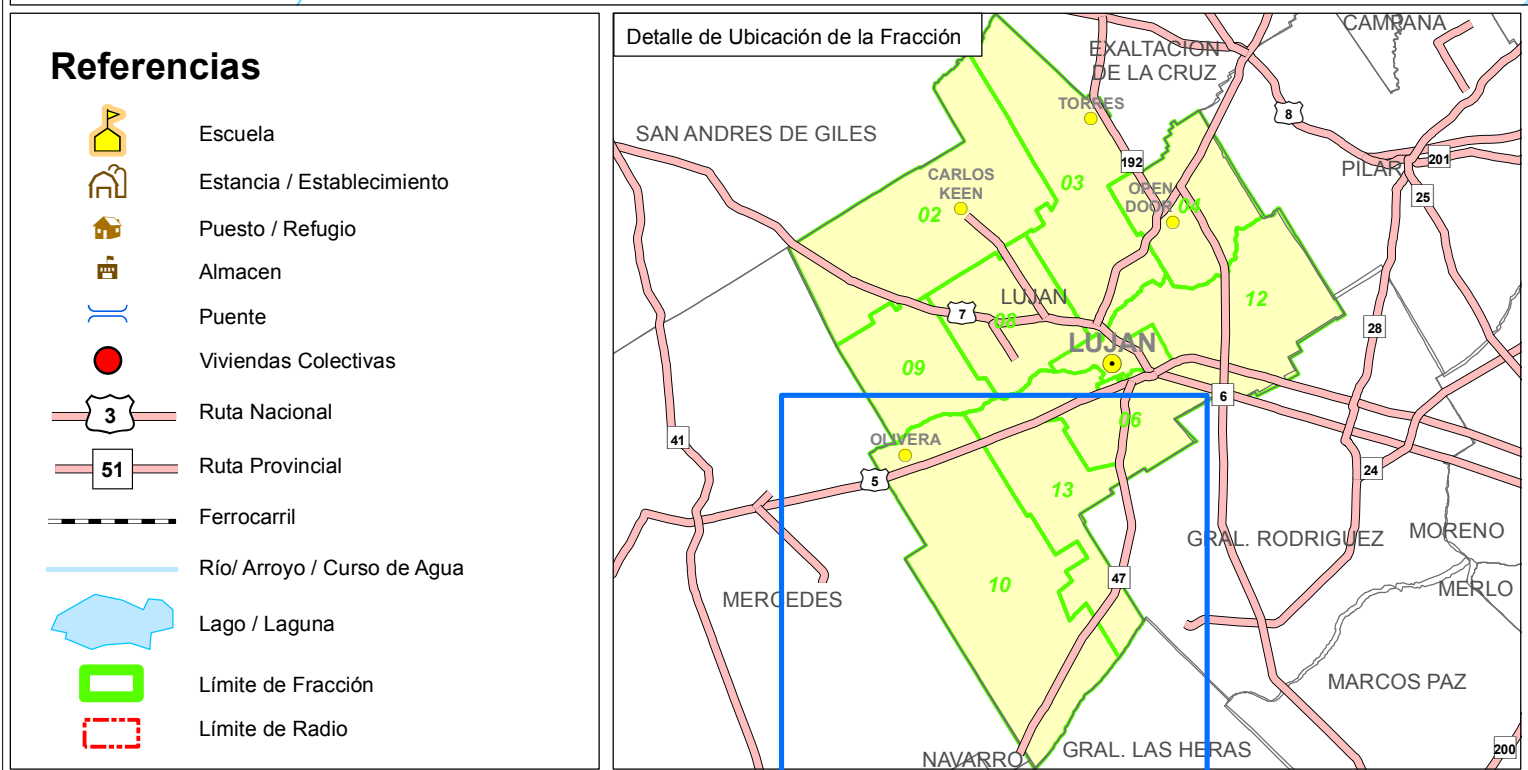 Referencias
Escuela
Estancia / Establecimiento
Puesto / Refugio
Almacen
Puente
Viviendas Colectivas
3
Ruta Nacional
51
Ruta Provincial
Ferrocarril
Río/ Arroyo / Curso de Agua
Lago / Laguna
Límite de Fracción
Límite de Radio
Detalle de Ubicación de la Fracción
CAMPANA
EXALTACION
DE LA CRUZ
TORRES
8
SAN ANDRES DE GILES
192
201
PILAR
CARLOS
KEEN
03
OPEN
DOOR
04
25
02
LUJAN
12
7
08
28
LUJAN
09
6
06
OLIVERA
41
5
24
13
GRAL. RODRIGUEZ
MORENO
10
47
MERCEDES
MERLO
MARCOS PAZ
NAVARRO
GRAL. LAS HERAS
200